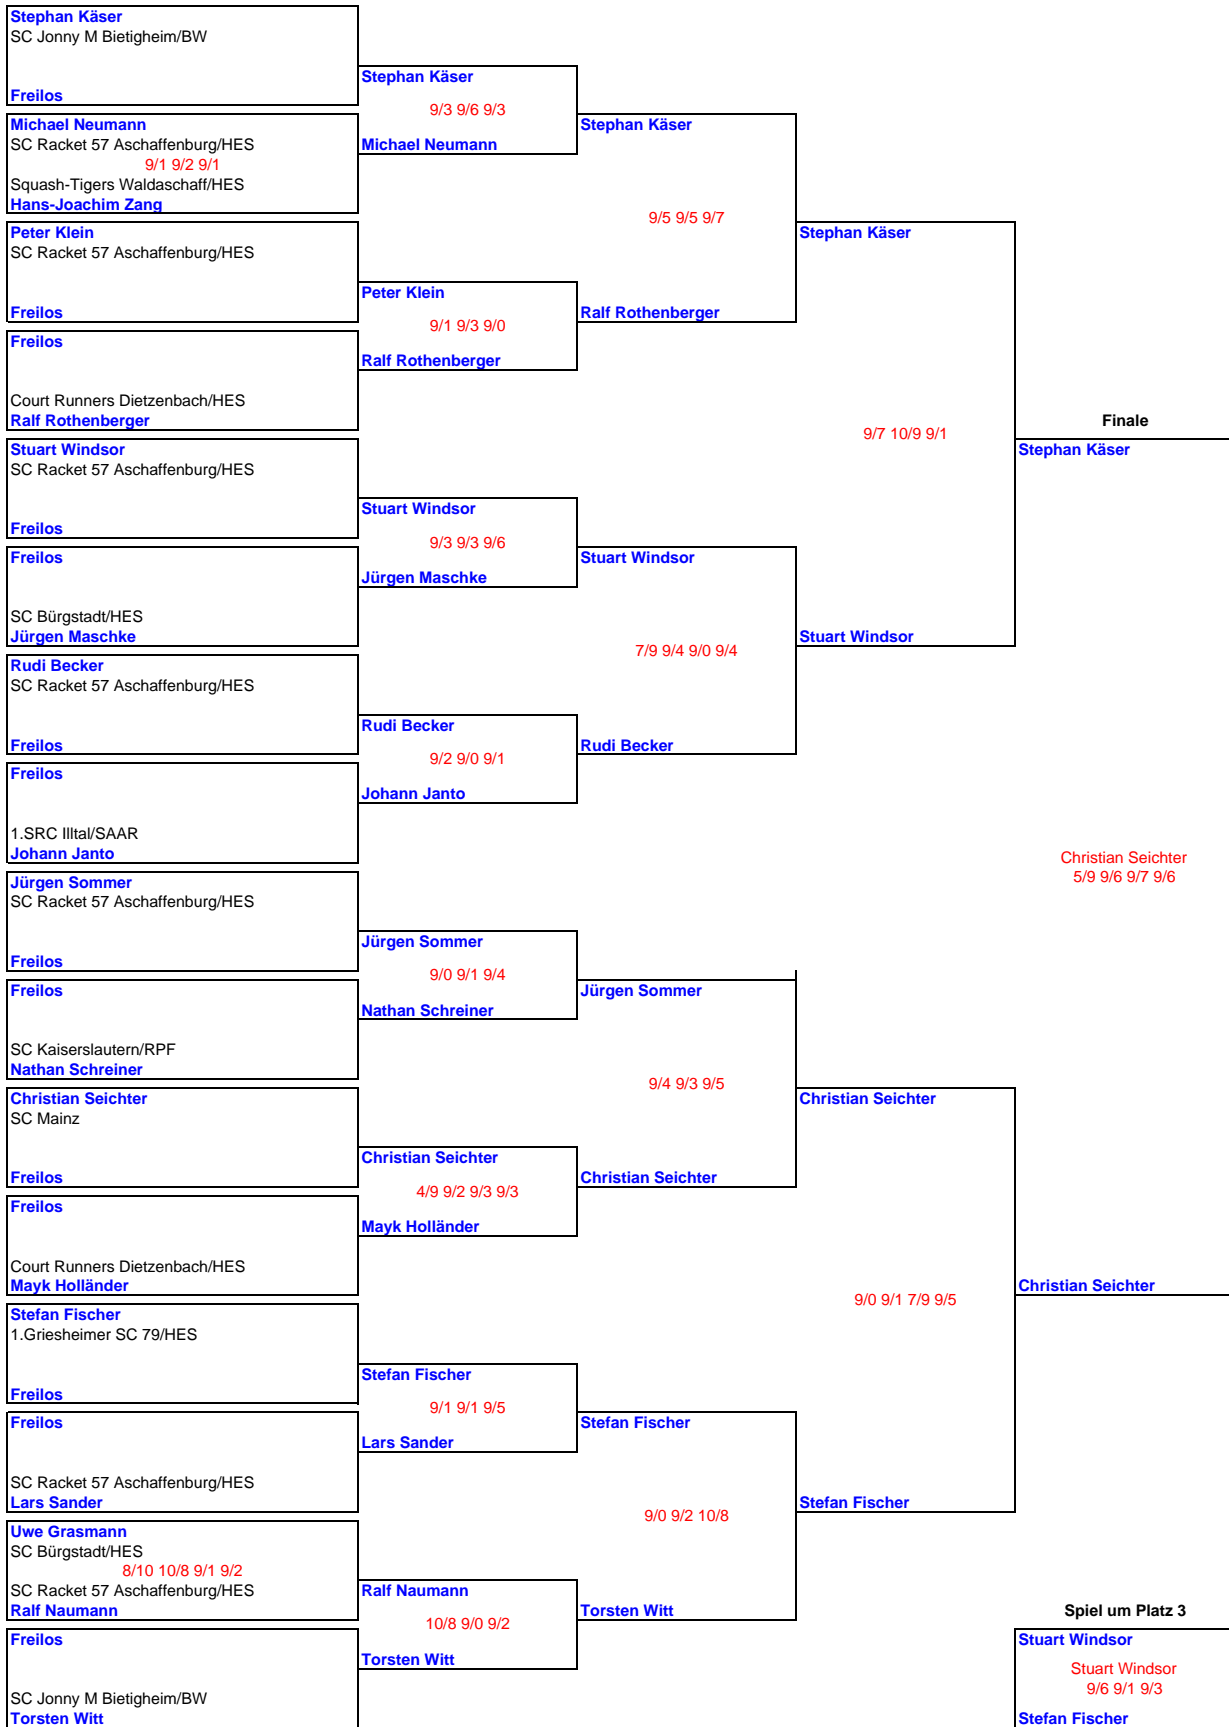 Stephan Käser
SC Jonny M Bietigheim/BW
Freilos
Michael Neumann
SC Racket 57 Aschaffenburg/HES
9/1 9/2 9/1
Squash-Tigers Waldaschaff/HES
Hans-Joachim Zang
Peter Klein
SC Racket 57 Aschaffenburg/HES
Freilos
Freilos
Court Runners Dietzenbach/HES
Ralf Rothenberger
Stuart Windsor
SC Racket 57 Aschaffenburg/HES
Freilos
Freilos
SC Bürgstadt/HES
Jürgen Maschke
Rudi Becker
SC Racket 57 Aschaffenburg/HES
Freilos
Freilos
1.SRC Illtal/SAAR
Johann Janto
Jürgen Sommer
SC Racket 57 Aschaffenburg/HES
Freilos
Freilos
SC Kaiserslautern/RPF
Nathan Schreiner
Christian Seichter
SC Mainz
Freilos
Freilos
Court Runners Dietzenbach/HES
Mayk Holländer
Stefan Fischer
1.Griesheimer SC 79/HES
Freilos
Freilos
SC Racket 57 Aschaffenburg/HES
Lars Sander
Uwe Grasmann
SC Bürgstadt/HES
8/10 10/8 9/1 9/2
SC Racket 57 Aschaffenburg/HES
Ralf Naumann
Freilos
SC Jonny M Bietigheim/BW
Torsten Witt
Stephan Käser
9/3 9/6 9/3
Michael Neumann
Peter Klein
9/1 9/3 9/0
Ralf Rothenberger
Stuart Windsor
9/3 9/3 9/6
Jürgen Maschke
Rudi Becker
9/2 9/0 9/1
Johann Janto
Jürgen Sommer
9/0 9/1 9/4
Nathan Schreiner
Christian Seichter
4/9 9/2 9/3 9/3
Mayk Holländer
Stefan Fischer
9/1 9/1 9/5
Lars Sander
Ralf Naumann
10/8 9/0 9/2
Torsten Witt
Stephan Käser
9/5 9/5 9/7
Ralf Rothenberger
Stuart Windsor
7/9 9/4 9/0 9/4
Rudi Becker
Jürgen Sommer
9/4 9/3 9/5
Christian Seichter
Stefan Fischer
9/0 9/2 10/8
Torsten Witt
Stephan Käser
9/7 10/9 9/1
Stuart Windsor
Christian Seichter
9/0 9/1 7/9 9/5
Stefan Fischer
Finale
Stephan Käser
Christian Seichter
5/9 9/6 9/7 9/6
Christian Seichter
Spiel um Platz 3
Stuart Windsor
Stuart Windsor
9/6 9/1 9/3
Stefan Fischer